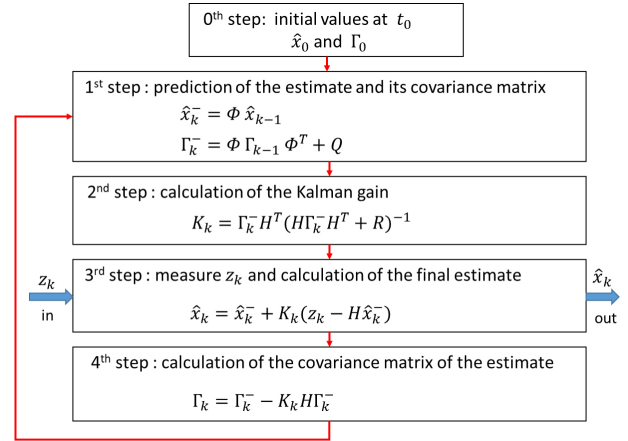 0th step: initial values at t₀
x̂₀ and Γ₀
1st step : prediction of the estimate and its covariance matrix
x̂ₖ⁻ = Φ x̂ₖ₋₁
Γₖ⁻ = Φ Γₖ₋₁ Φᵀ + Q
2nd step : calculation of the Kalman gain
Kₖ = Γₖ⁻Hᵀ(HΓₖ⁻Hᵀ + R)⁻¹
zₖ
in
3rd step : measure zₖ and calculation of the final estimate
x̂ₖ = x̂ₖ⁻ + Kₖ(zₖ − Hx̂ₖ⁻)
x̂ₖ
out
4th step : calculation of the covariance matrix of the estimate
Γₖ = Γₖ⁻ − KₖHΓₖ⁻